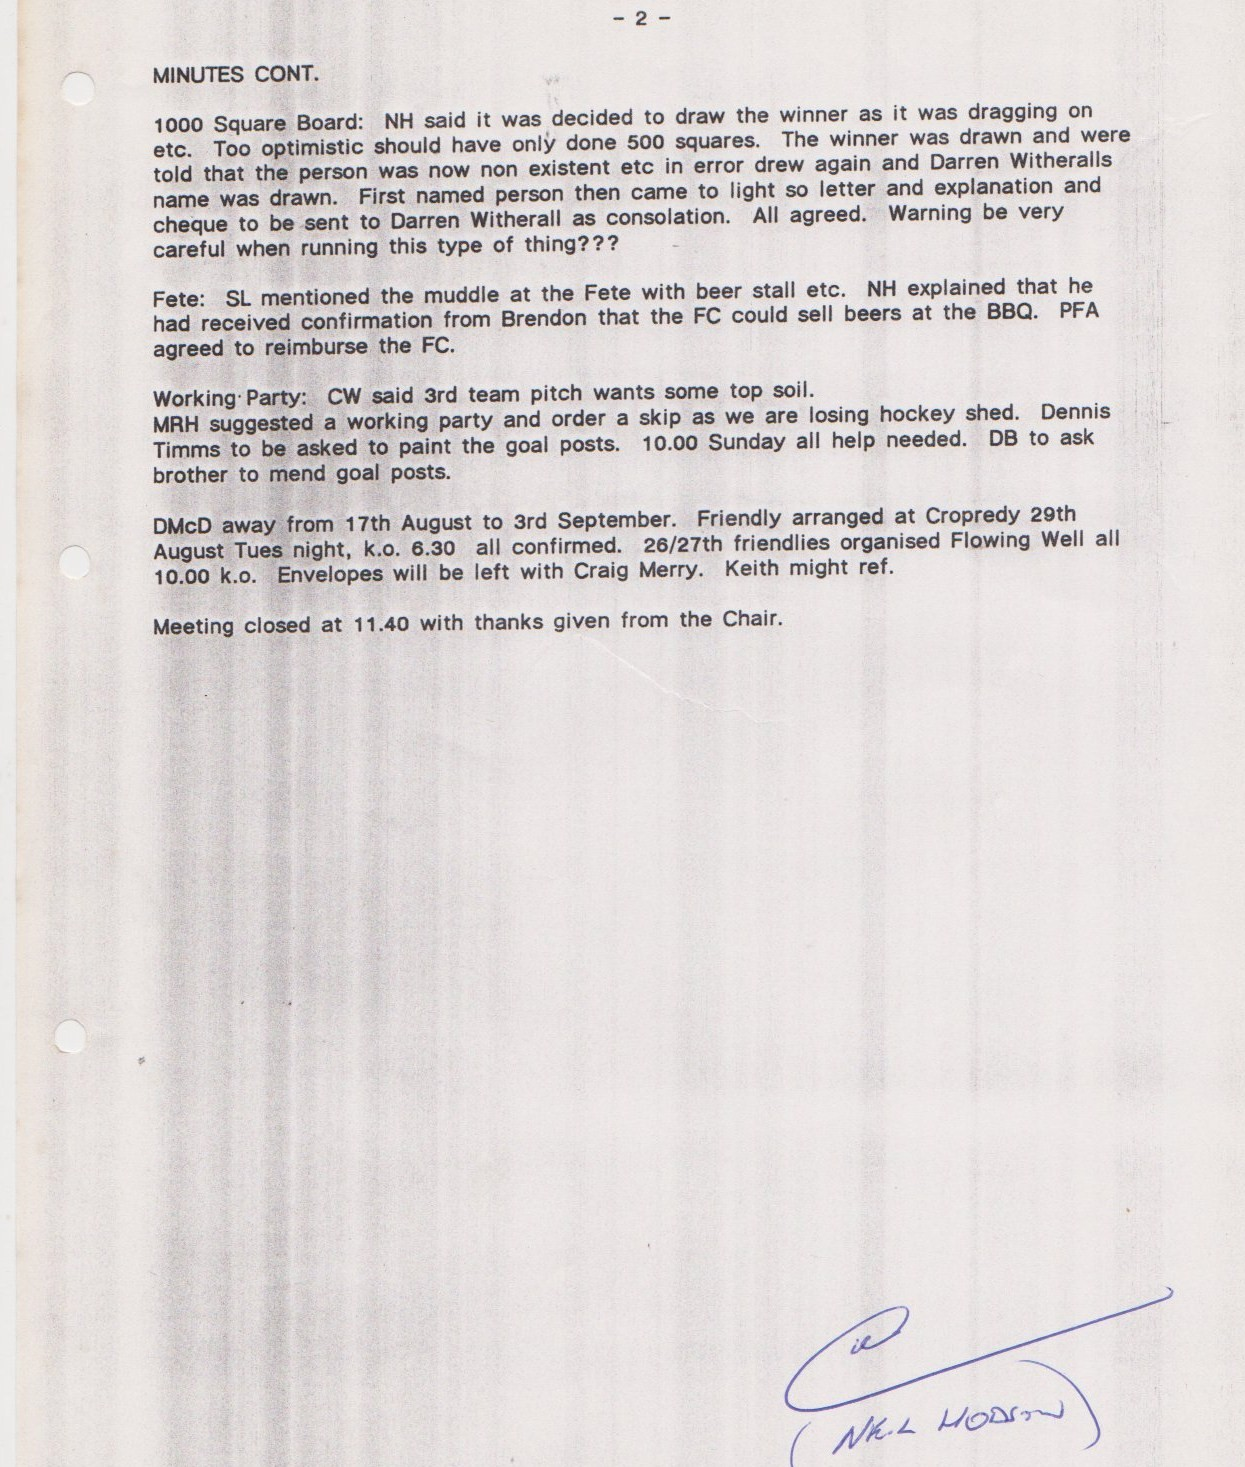 - 2 -
MINUTES CONT.
1000 Square Board: NH said it was decided to draw the winner as it was dragging on
etc. Too optimistic should have only done 500 squares. The winner was drawn and were
told that the person was now non existent etc in error drew again and Darren Witheralls
name was drawn. First named person then came to light so letter and explanation and
cheque to be sent to Darren Witherall as consolation. All agreed. Warning be very
careful when running this type of thing???
Fete: SL mentioned the muddle at the Fete with beer stall etc. NH explained that he
had received confirmation from Brendon that the FC could sell beers at the BBQ. PFA
agreed to reimburse the FC.
Working Party: CW said 3rd team pitch wants some top soil.
MRH suggested a working party and order a skip as we are losing hockey shed. Dennis
Timms to be asked to paint the goal posts. 10.00 Sunday all help needed. DB to ask
brother to mend goal posts.
DMcD away from 17th August to 3rd September. Friendly arranged at Cropredy 29th
August Tues night, k.o. 6.30 all confirmed. 26/27th friendlies organised Flowing Well all
10.00 k.o. Envelopes will be left with Craig Merry. Keith might ref.
Meeting closed at 11.40 with thanks given from the Chair.
(NEIL HODSON)